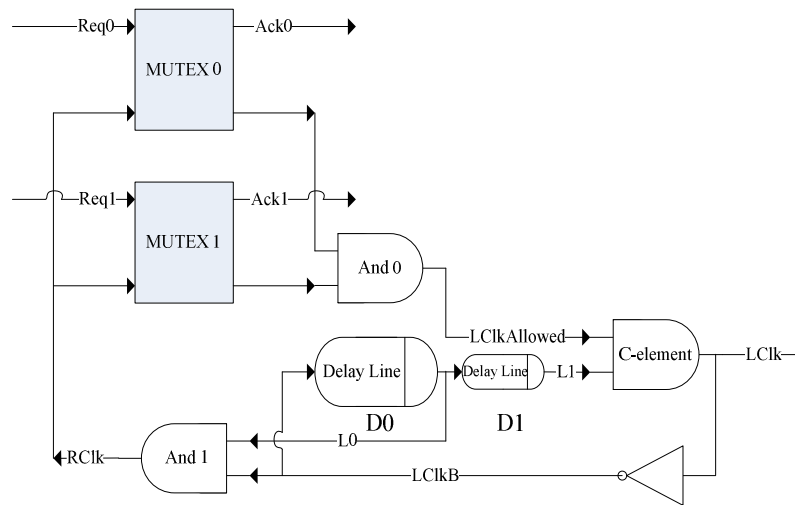 Req0
Ack0
MUTEX 0
Req1
Ack1
MUTEX 1
And 0
LClkAllowed
C-element
LClk
Delay Line
Delay Line
L1
D0
D1
L0
And 1
RClk
LClkB